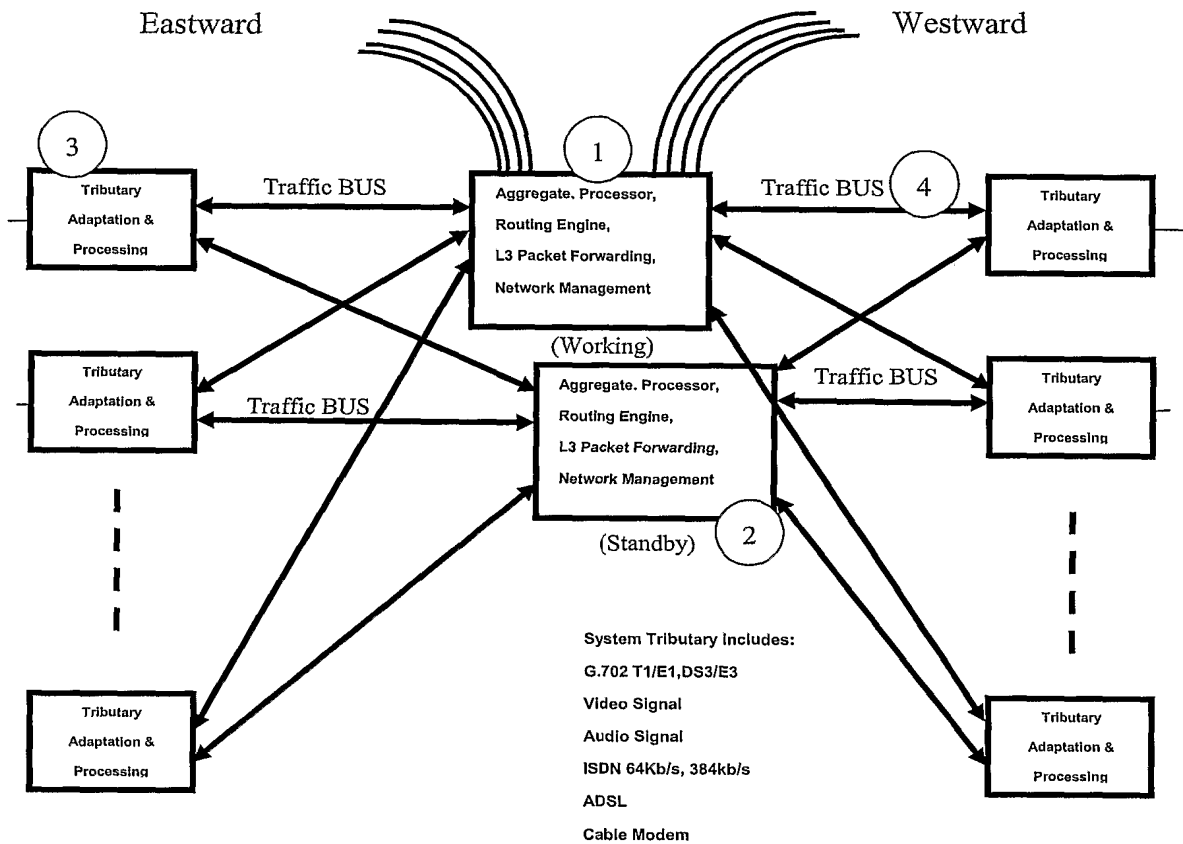 Eastward
Westward
3
1
4
Tributary
Adaptation &
Processing
Traffic BUS
Aggregate. Processor,
Routing Engine,
L3 Packet Forwarding,
Network Management
Traffic BUS
Tributary
Adaptation &
Processing
(Working)
Tributary
Adaptation &
Processing
Traffic BUS
Aggregate. Processor,
Routing Engine,
L3 Packet Forwarding,
Network Management
Traffic BUS
Tributary
Adaptation &
Processing
(Standby)
2
System Tributary Includes:
G.702 T1/E1,DS3/E3
Video Signal
Audio Signal
ISDN 64Kb/s, 384kb/s
ADSL
Cable Modem
Tributary
Adaptation &
Processing
Tributary
Adaptation &
Processing